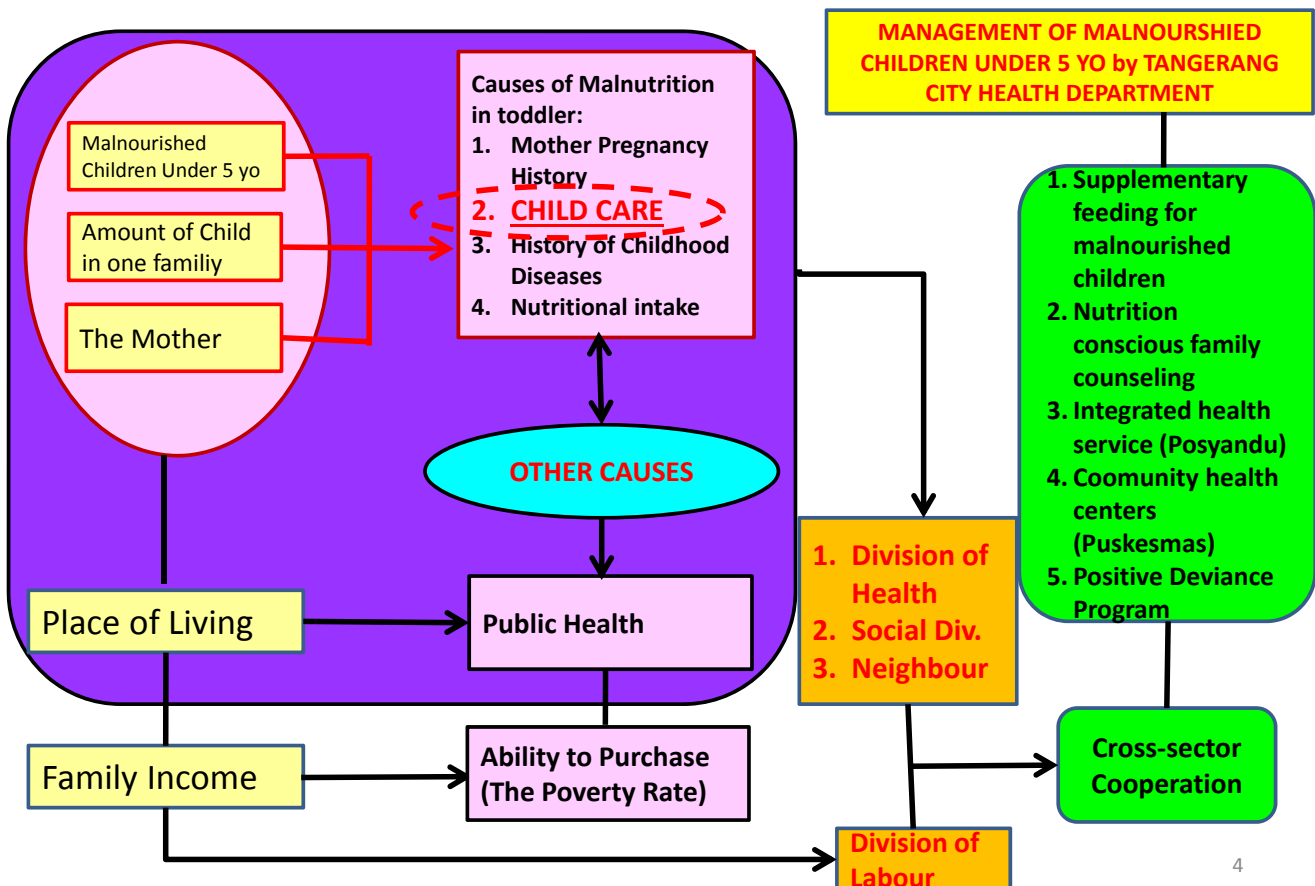 MANAGEMENT OF MALNOURSHIED
CHILDREN UNDER 5 YO by TANGERANG
CITY HEALTH DEPARTMENT
Malnourished
Children Under 5 yo
Amount of Child
in one familiy
The Mother
Causes of Malnutrition
in toddler:
1. Mother Pregnancy
History
2. CHILD CARE
3. History of Childhood
Diseases
4. Nutritional intake
OTHER CAUSES
Place of Living
Public Health
Family Income
Ability to Purchase
(The Poverty Rate)
1. Division of
Health
2. Social Div.
3. Neighbour
Division of
Labour
1. Supplementary
feeding for
malnourished
children
2. Nutrition
conscious family
counseling
3. Integrated health
service (Posyandu)
4. Coomunity health
centers
(Puskesmas)
5. Positive Deviance
Program
Cross-sector
Cooperation
4